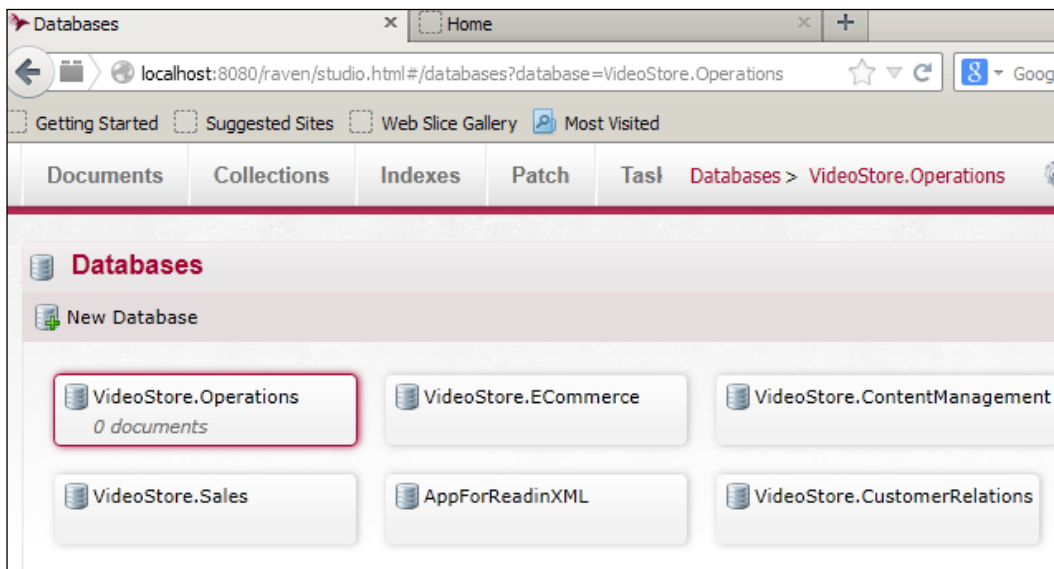 Databases
Home
localhost:8080/raven/studio.html#/databases?database=VideoStore.Operations
8
Goog
Getting Started Suggested Sites Web Slice Gallery Most Visited
Documents Collections Indexes Patch Task Databases > VideoStore.Operations
Databases
New Database
VideoStore.Operations VideoStore.ECommerce VideoStore.ContentManagement
0 documents
VideoStore.Sales AppForReadinXML VideoStore.CustomerRelations